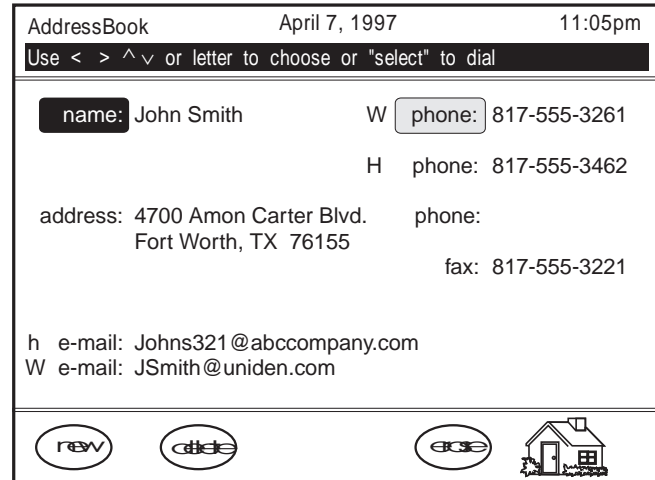 AddressBook April 7, 1997 11:05pm
Use < > ^ v or letter to choose or "select" to dial
name: John Smith W phone: 817-555-3261
H phone: 817-555-3462
address: 4700 Amon Carter Blvd. phone:
Fort Worth, TX 76155
fax: 817-555-3221
h e-mail: Johns321@abccompany.com
W e-mail: JSmith@uniden.com
new erase